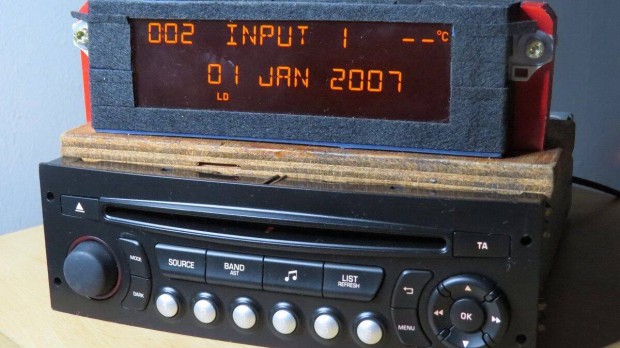 002 INPUT 1 --°C
01 JAN 2007
LD
TA
SOURCE
BAND
AST
LIST
REFRESH
MODE
DARK
MENU
OK